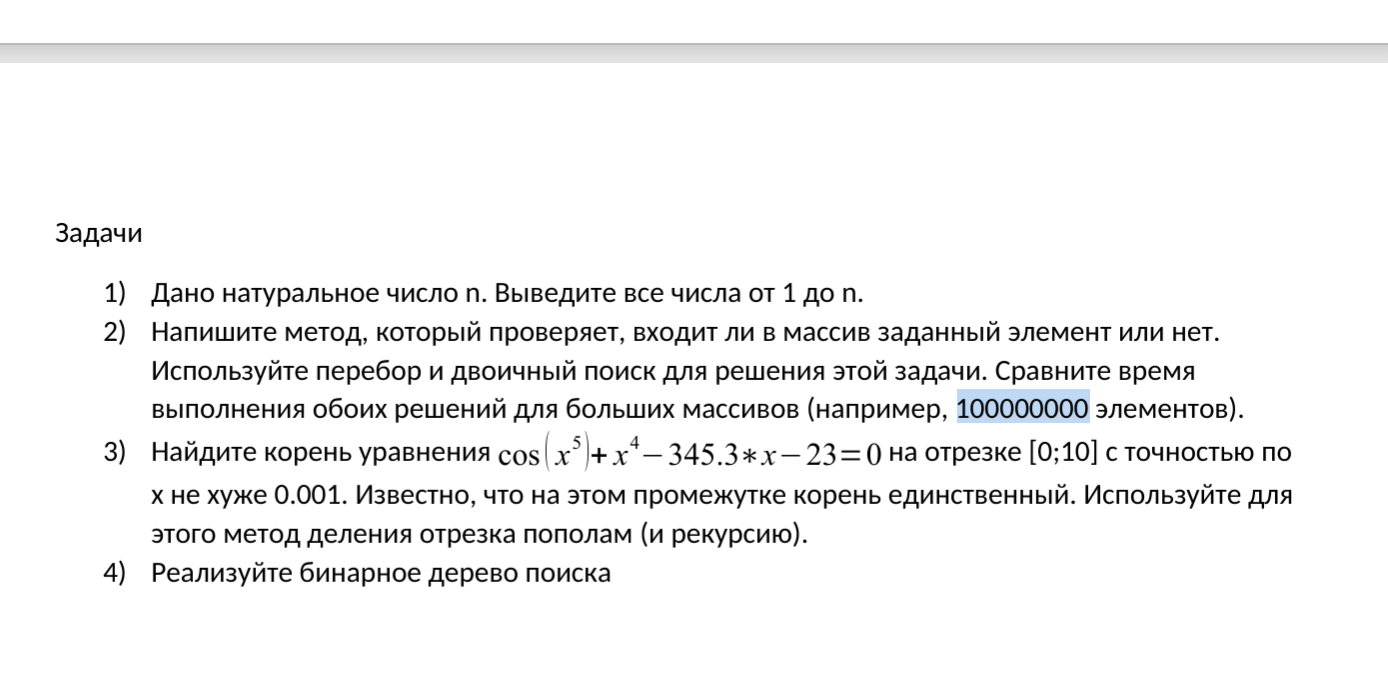 Задачи
1) Дано натуральное число n. Выведите все числа от 1 до n.
2) Напишите метод, который проверяет, входит ли в массив заданный элемент или нет.
Используйте перебор и двоичный поиск для решения этой задачи. Сравните время
выполнения обоих решений для больших массивов (например, 100000000 элементов).
3) Найдите корень уравнения cos(x⁵)+x⁴−345.3∗x−23=0 на отрезке [0;10] с точностью по
x не хуже 0.001. Известно, что на этом промежутке корень единственный. Используйте для
этого метод деления отрезка пополам (и рекурсию).
4) Реализуйте бинарное дерево поиска